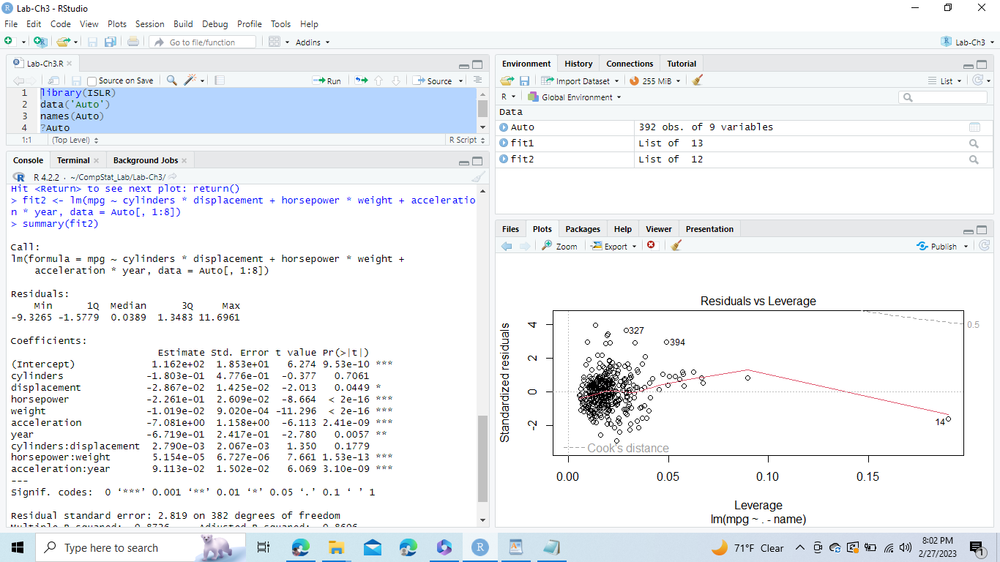 Lab-Ch3 - RStudio
File Edit Code View Plots Session Build Debug Profile Tools Help
Go to file/function
Addins
Lab-Ch3
Lab-Ch3.R
Source on Save
Run
Source
1 library(ISLR)
2 data('Auto')
3 names(Auto)
4 ?Auto
1:1 (Top Level) R Script
Console Terminal Background Jobs
R 4.2.2 · ~/CompStat_Lab/Lab-Ch3/
Hit <Return> to see next plot: return()
> fit2 <- lm(mpg ~ cylinders * displacement + horsepower * weight + acceleratio
n * year, data = Auto[, 1:8])
> summary(fit2)
Call:
lm(formula = mpg ~ cylinders * displacement + horsepower * weight +
    acceleration * year, data = Auto[, 1:8])
Residuals:
    Min      1Q  Median      3Q     Max
-9.3265 -1.5779  0.0389  1.3483 11.6961
Coefficients:
                         Estimate Std. Error t value Pr(>|t|)
(Intercept)             1.162e+02  1.853e+01   6.274 9.53e-10 ***
cylinders              -1.803e-01  4.776e-01  -0.377   0.7061
displacement           -2.867e-02  1.425e-02  -2.013   0.0449 *
horsepower             -2.261e-01  2.609e-02  -8.664  < 2e-16 ***
weight                 -1.019e-02  9.020e-04 -11.296  < 2e-16 ***
acceleration           -7.081e+00  1.158e+00  -6.113 2.41e-09 ***
year                   -6.719e-01  2.417e-01  -2.780   0.0057 **
cylinders:displacement  2.790e-03  2.067e-03   1.350   0.1779
horsepower:weight       5.154e-05  6.727e-06   7.661 1.53e-13 ***
acceleration:year       9.113e-02  1.502e-02   6.069 3.10e-09 ***
---
Signif. codes:  0 ‘***’ 0.001 ‘**’ 0.01 ‘*’ 0.05 ‘.’ 0.1 ‘ ’ 1
Residual standard error: 2.819 on 382 degrees of freedom
Environment History Connections Tutorial
Import Dataset 255 MiB List
R Global Environment
Data
Auto 392 obs. of 9 variables
fit1 List of 13
fit2 List of 12
Files Plots Packages Help Viewer Presentation
Zoom Export Publish
Residuals vs Leverage
Standardized residuals
4
2
0
-2
327
394
14
0.5
Cook's distance
0.00 0.05 0.10 0.15
Leverage
lm(mpg ~ . - name)
Type here to search
71°F Clear
8:02 PM
2/27/2023
1